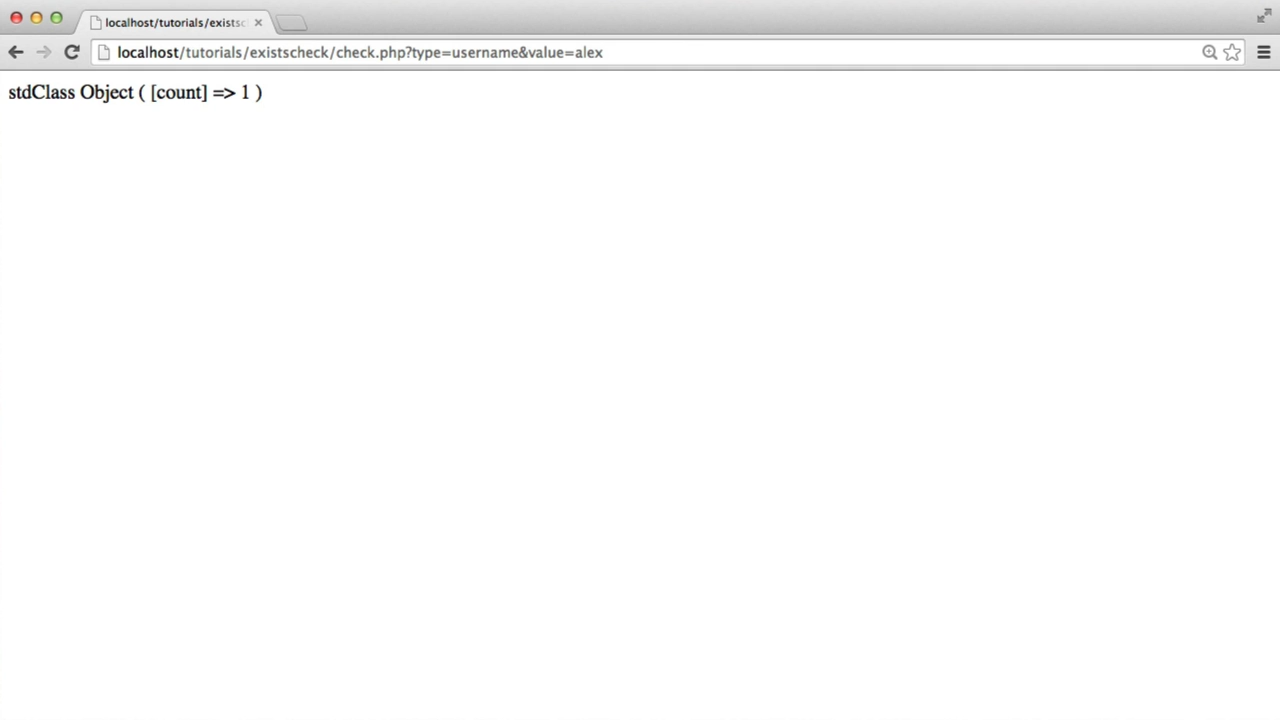 localhost/tutorials/existsc
localhost/tutorials/existscheck/check.php?type=username&value=alex
stdClass Object ( [count] => 1 )